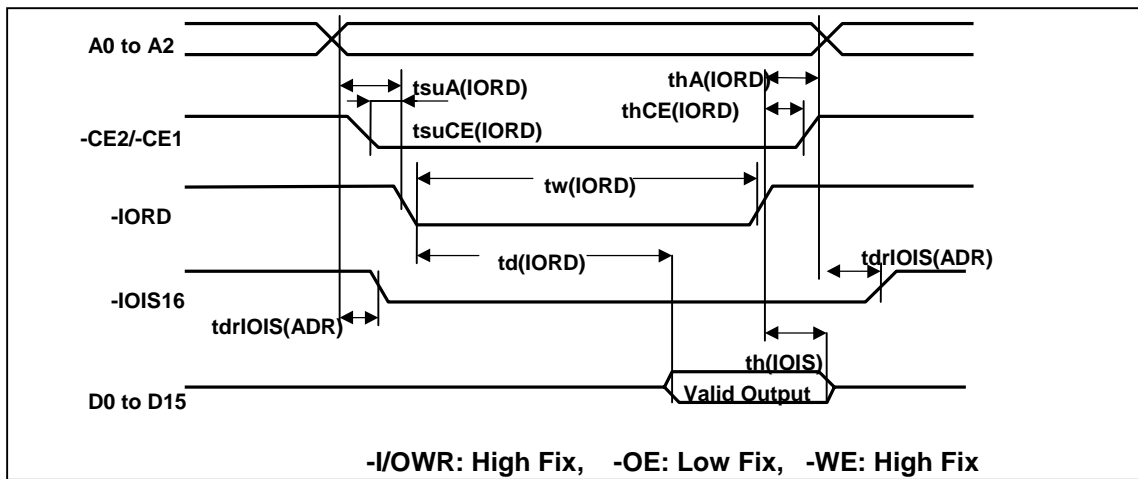 A0 to A2
tsuA(IORD)
thA(IORD)
thCE(IORD)
-CE2/-CE1
tsuCE(IORD)
tw(IORD)
-IORD
td(IORD)
tdrIOIS(ADR)
-IOIS16
tdrIOIS(ADR)
th(IOIS)
D0 to D15
Valid Output
-I/OWR: High Fix, -OE: Low Fix, -WE: High Fix